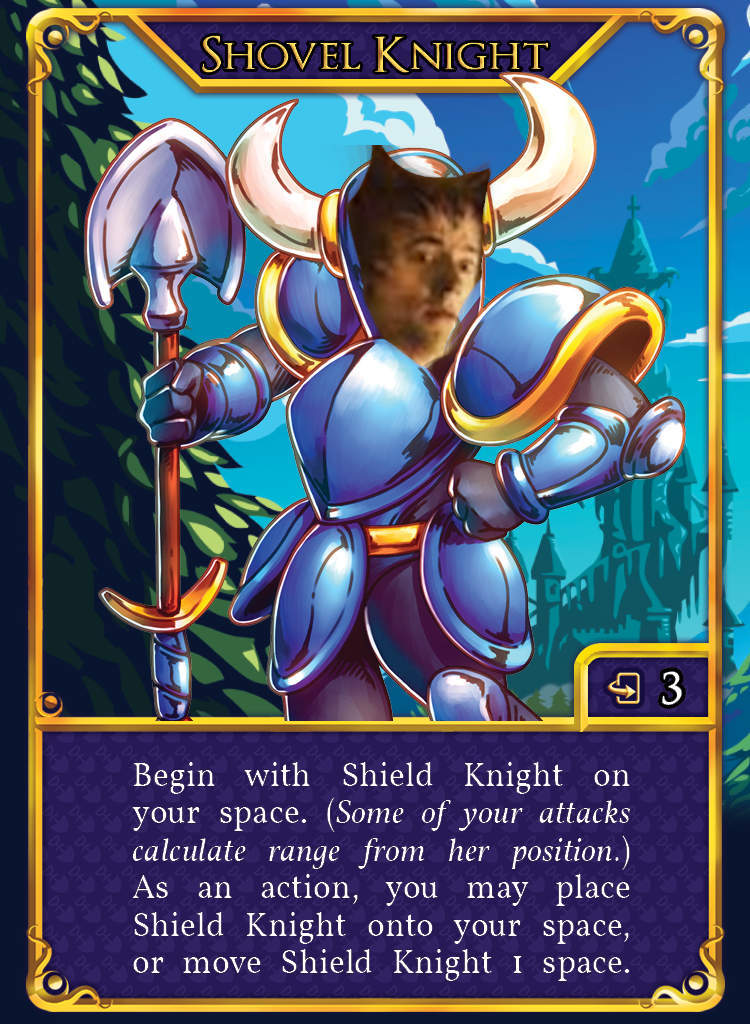 Shovel Knight
3
Begin with Shield Knight on
your space. (Some of your attacks
calculate range from her position.)
As an action, you may place
Shield Knight onto your space,
or move Shield Knight 1 space.